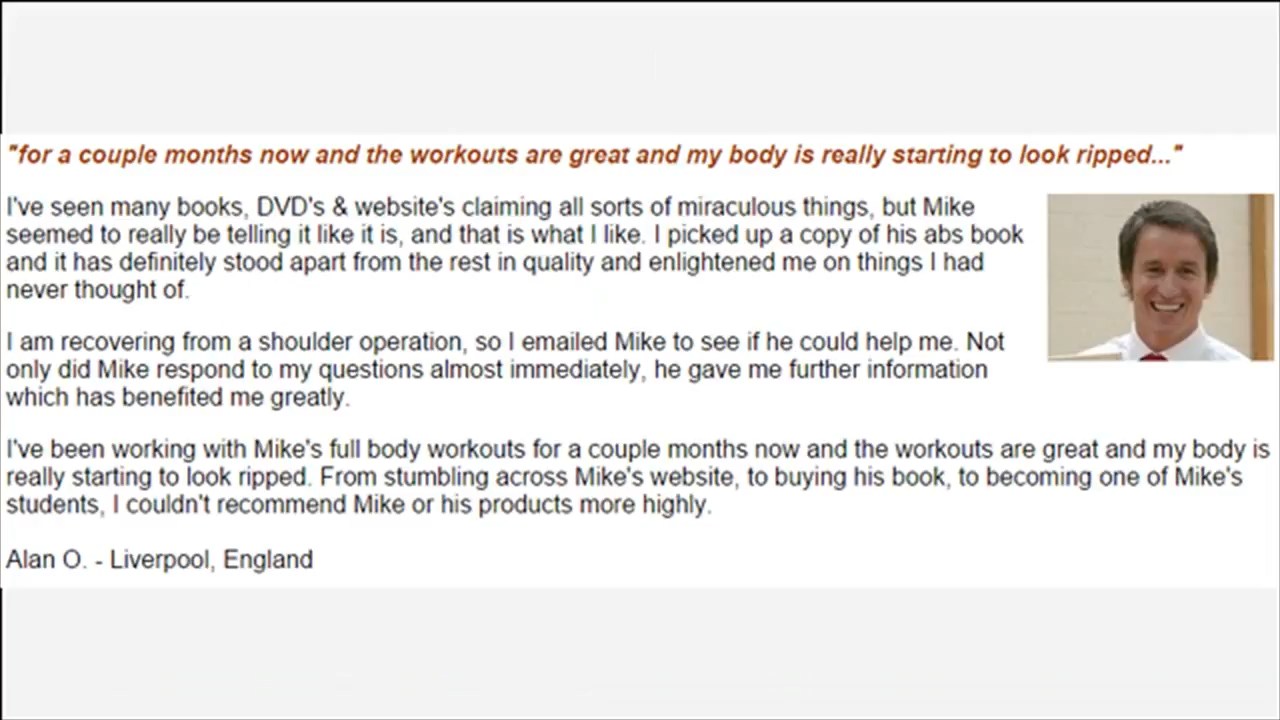 "for a couple months now and the workouts are great and my body is really starting to look ripped..."
I've seen many books, DVD's & website's claiming all sorts of miraculous things, but Mike
seemed to really be telling it like it is, and that is what I like. I picked up a copy of his abs book
and it has definitely stood apart from the rest in quality and enlightened me on things I had
never thought of.
I am recovering from a shoulder operation, so I emailed Mike to see if he could help me. Not
only did Mike respond to my questions almost immediately, he gave me further information
which has benefited me greatly.
I've been working with Mike's full body workouts for a couple months now and the workouts are great and my body is
really starting to look ripped. From stumbling across Mike's website, to buying his book, to becoming one of Mike's
students, I couldn't recommend Mike or his products more highly.
Alan O. - Liverpool, England